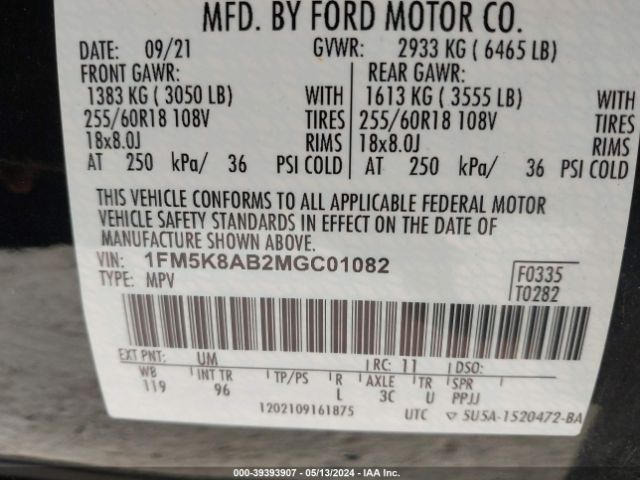 MFD. BY FORD MOTOR CO.
DATE: 09/21 GVWR: 2933 KG ( 6465 LB)
FRONT GAWR: REAR GAWR:
1383 KG ( 3050 LB) WITH 1613 KG ( 3555 LB) WITH
255/60R18 108V TIRES 255/60R18 108V TIRES
18x8.0J RIMS 18x8.0J RIMS
AT 250 kPa/ 36 PSI COLD AT 250 kPa/ 36 PSI COLD
THIS VEHICLE CONFORMS TO ALL APPLICABLE FEDERAL MOTOR
VEHICLE SAFETY STANDARDS IN EFFECT ON THE DATE OF
MANUFACTURE SHOWN ABOVE.
VIN: 1FM5K8AB2MGC01082
TYPE: MPV
F0335
T0282
EXT PNT: UM RC: 11 DSO:
WB INT TR TP/PS R AXLE TR SPR
119 96 L 3C U PPJJ
1202109161875 UTC ▽ 5U5A-1520472-BA
000-39393907 - 05/13/2024 - IAA Inc.